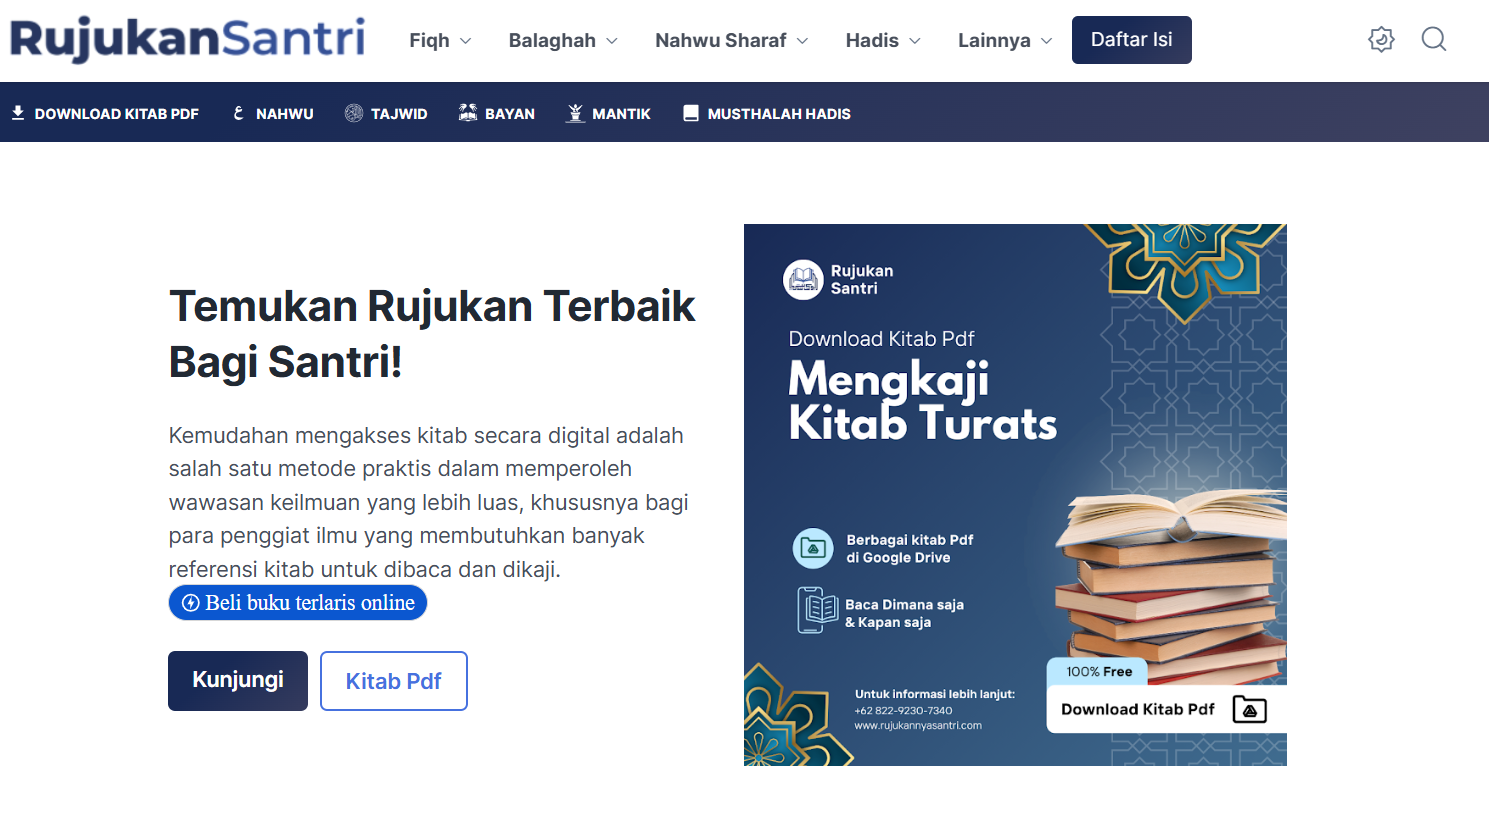 RujukanSantri
Fiqh
Balaghah
Nahwu Sharaf
Hadis
Lainnya
Daftar Isi
DOWNLOAD KITAB PDF
NAHWU
TAJWID
BAYAN
MANTIK
MUSTHALAH HADIS
Temukan Rujukan Terbaik
Bagi Santri!
Kemudahan mengakses kitab secara digital adalah
salah satu metode praktis dalam memperoleh
wawasan keilmuan yang lebih luas, khususnya bagi
para penggiat ilmu yang membutuhkan banyak
referensi kitab untuk dibaca dan dikaji.
Beli buku terlaris online
Kunjungi
Kitab Pdf
Rujukan
Santri
Download Kitab Pdf
Mengkaji
Kitab Turats
Berbagai kitab Pdf
di Google Drive
Baca Dimana saja
& Kapan saja
Untuk informasi lebih lanjut:
+62 822-9230-7340
www.rujukannyasantri.com
100% Free
Download Kitab Pdf